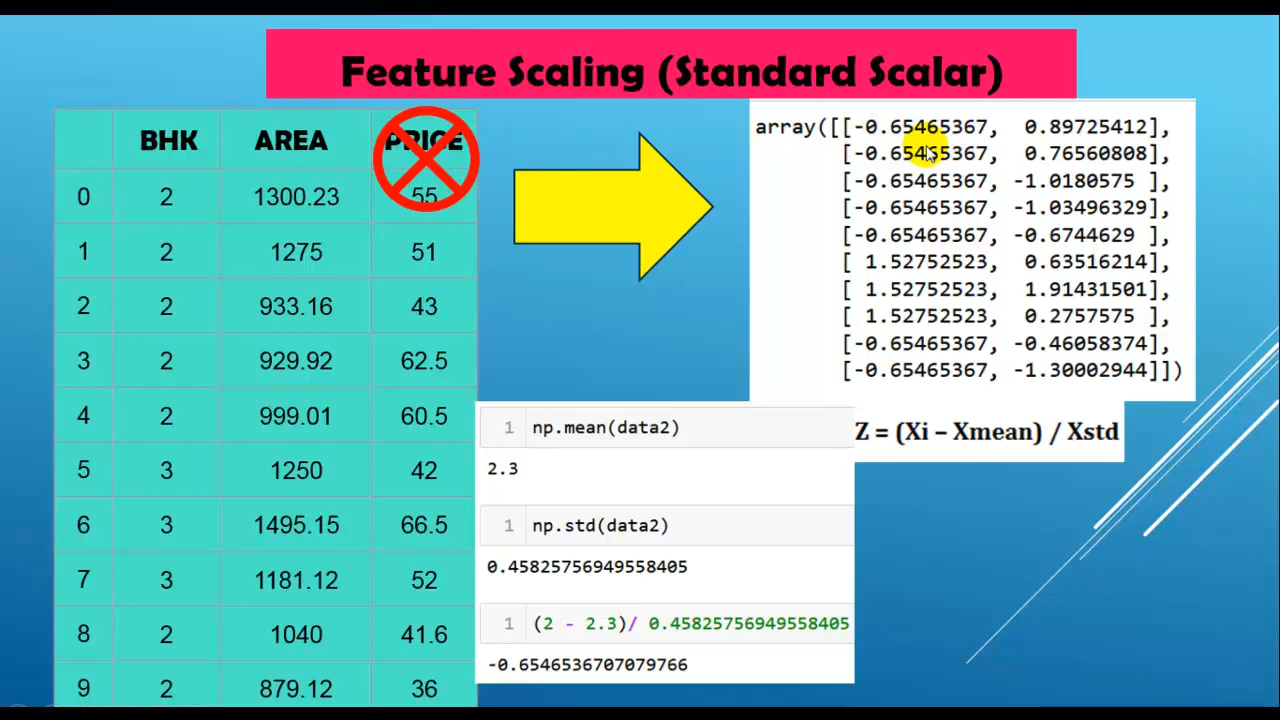 Feature Scaling (Standard Scalar)
BHK AREA PRICE
0 2 1300.23 55
1 2 1275 51
2 2 933.16 43
3 2 929.92 62.5
4 2 999.01 60.5
5 3 1250 42
6 3 1495.15 66.5
7 3 1181.12 52
8 2 1040 41.6
9 2 879.12 36
array([[-0.65465367, 0.89725412],
[-0.65465367, 0.76560808],
[-0.65465367, -1.0180575 ],
[-0.65465367, -1.03496329],
[-0.65465367, -0.6744629 ],
[ 1.52752523, 0.63516214],
[ 1.52752523, 1.91431501],
[ 1.52752523, 0.2757575 ],
[-0.65465367, -0.46058374],
[-0.65465367, -1.30002944]])
Z = (Xi – Xmean) / Xstd
1 np.mean(data2)
2.3
1 np.std(data2)
0.45825756949558405
1 (2 - 2.3)/ 0.45825756949558405
-0.6546536707079766